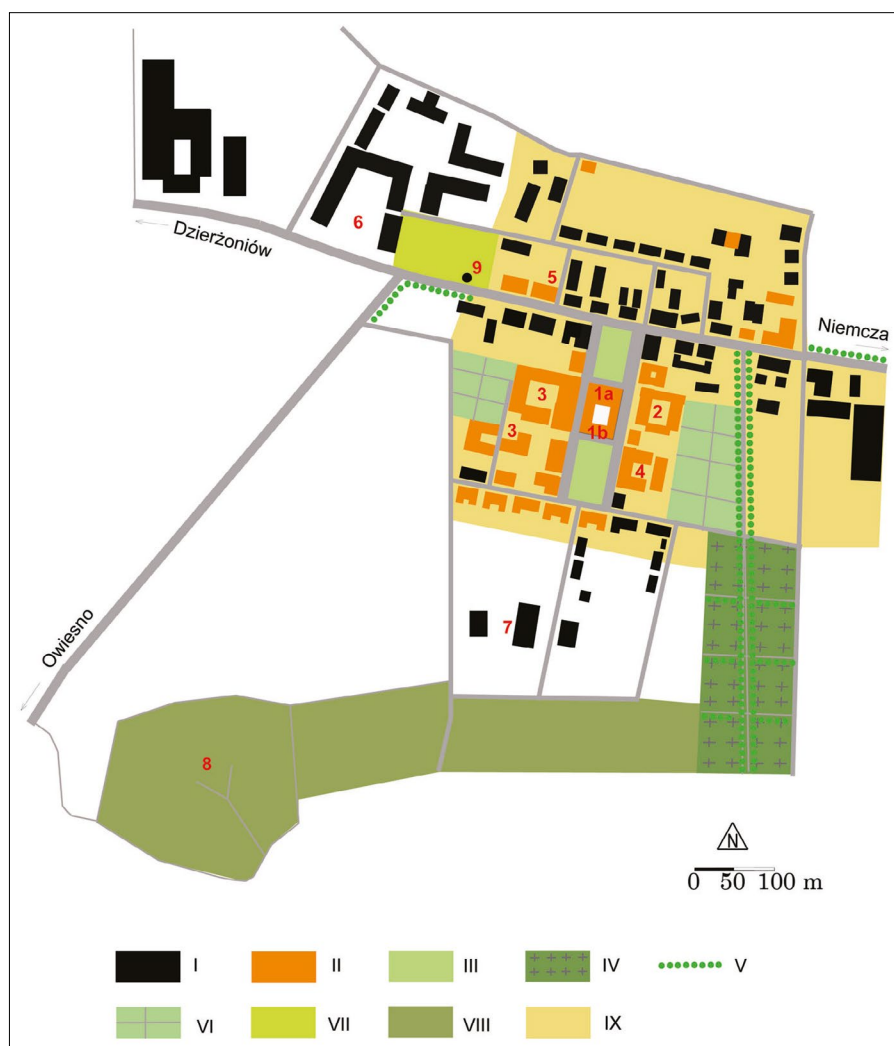 6
Dzierżoniów
9
5
Niemcza
1a
3
2
1b
3
4
7
Owiesno
8
N
0 50 100 m
I
II
III
IV
V
VI
VII
VIII
IX